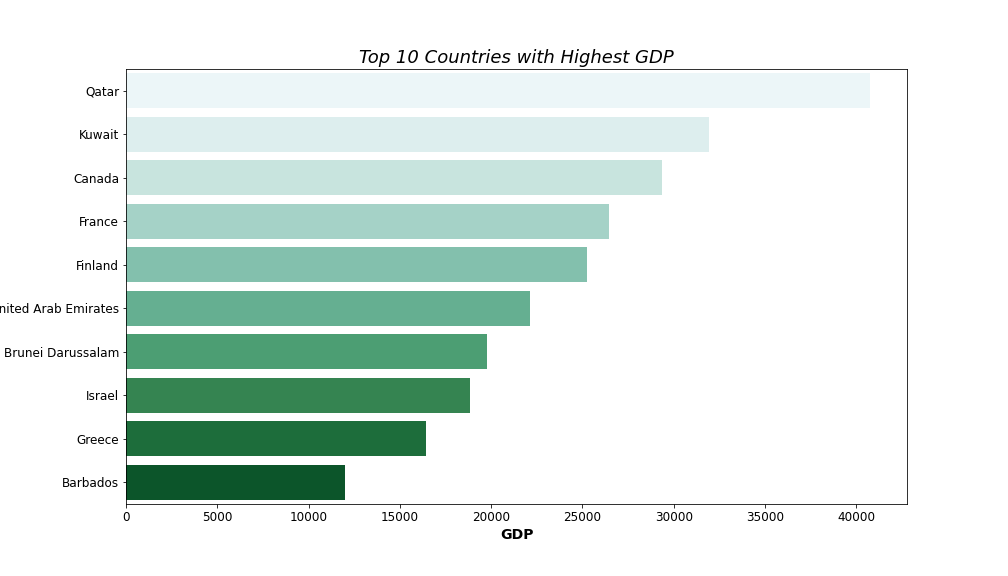 Top 10 Countries with Highest GDP
Qatar
Kuwait
Canada
France
Finland
nited Arab Emirates
Brunei Darussalam
Israel
Greece
Barbados
0 5000 10000 15000 20000 25000 30000 35000 40000
GDP